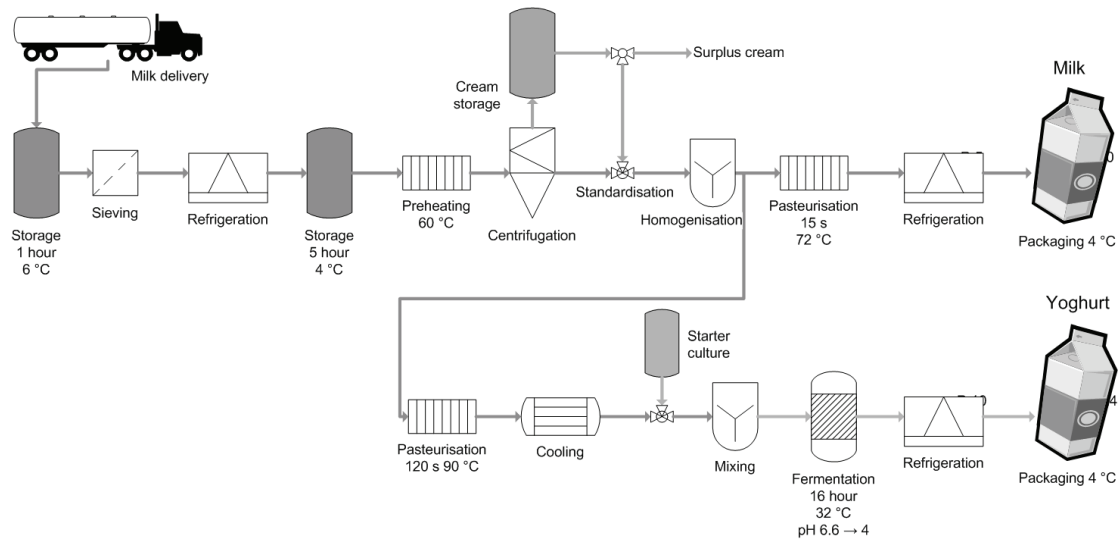 Milk delivery
Storage
1 hour
6 °C
Sieving
Refrigeration
Storage
5 hour
4 °C
Preheating
60 °C
Cream
storage
Centrifugation
Surplus cream
Standardisation
Homogenisation
Pasteurisation
15 s
72 °C
Refrigeration
Milk
Packaging 4 °C
Pasteurisation
120 s 90 °C
Cooling
Starter
culture
Mixing
Fermentation
16 hour
32 °C
pH 6.6 → 4
Refrigeration
Yoghurt
Packaging 4 °C